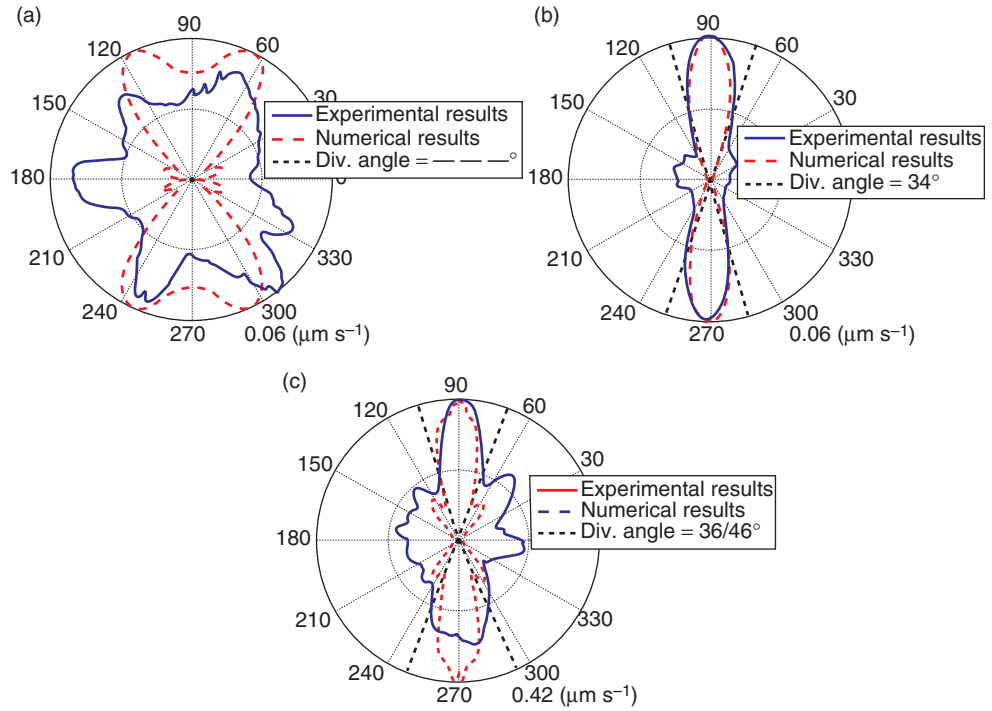 (a)
90
120
60
150
180
0
210
330
240
300
270
0.06 (μm s⁻¹)
Experimental results
Numerical results
Div. angle = — — —°
(b)
90
120
60
150
30
180
210
330
240
300
270
0.06 (μm s⁻¹)
Experimental results
Numerical results
Div. angle = 34°
(c)
90
120
60
150
30
180
210
330
240
300
270
0.42 (μm s⁻¹)
Experimental results
Numerical results
Div. angle = 36/46°